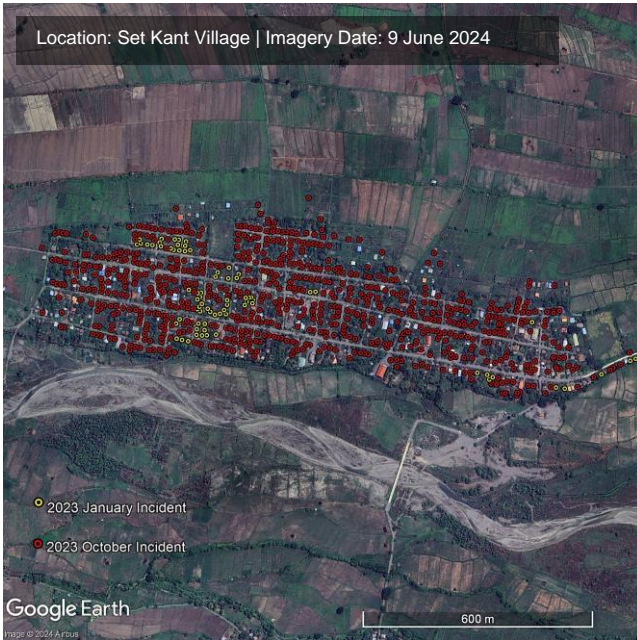 Location: Set Kant Village | Imagery Date: 9 June 2024
2023 January Incident
2023 October Incident
Google Earth
Image © 2024 Airbus
600 m